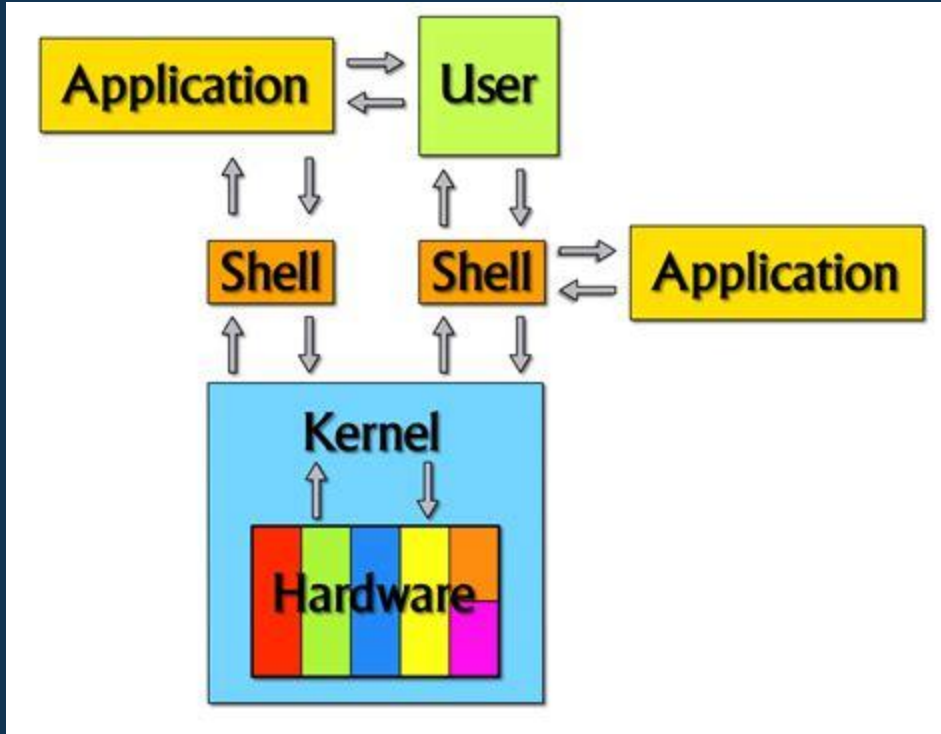 Application
User
Shell
Shell
Application
Kernel
Hardware